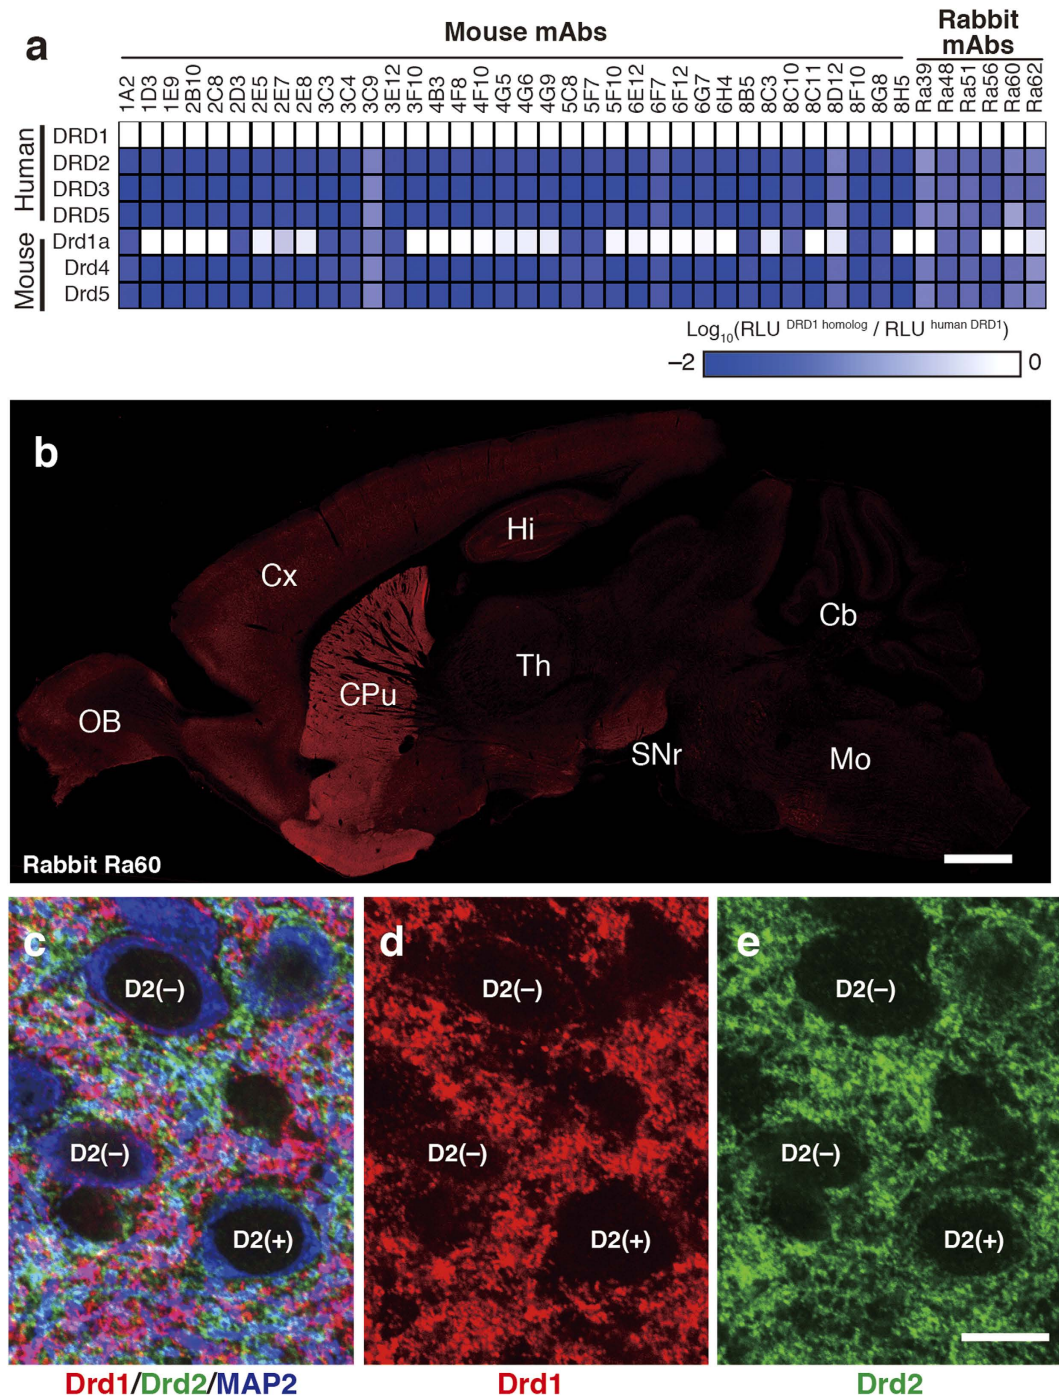 a
Mouse mAbs
Rabbit
mAbs
1A2 1D3 1E9 2B10 2C8 2D3 2E5 2E7 2E8 3C3 3C4 3C9 3E12 3F10 4B3 4F8 4F10 4G5 4G6 4G9 5C8 5F7 5F10 6E12 6F7 6F12 6G7 6H4 8B5 8C3 8C10 8C11 8D12 8F10 8G8 8H5 Ra39 Ra48 Ra51 Ra56 Ra60 Ra62
Human
DRD1
DRD2
DRD3
DRD5
Mouse
Drd1a
Drd4
Drd5
Log10(RLU DRD1 homolog / RLU human DRD1)
–2 0
b
Hi
Cx
Cb
Th
CPu
OB
SNr
Mo
Rabbit Ra60
c d e
D2(–) D2(–) D2(–)
D2(–) D2(–) D2(–)
D2(+) D2(+) D2(+)
Drd1/Drd2/MAP2 Drd1 Drd2